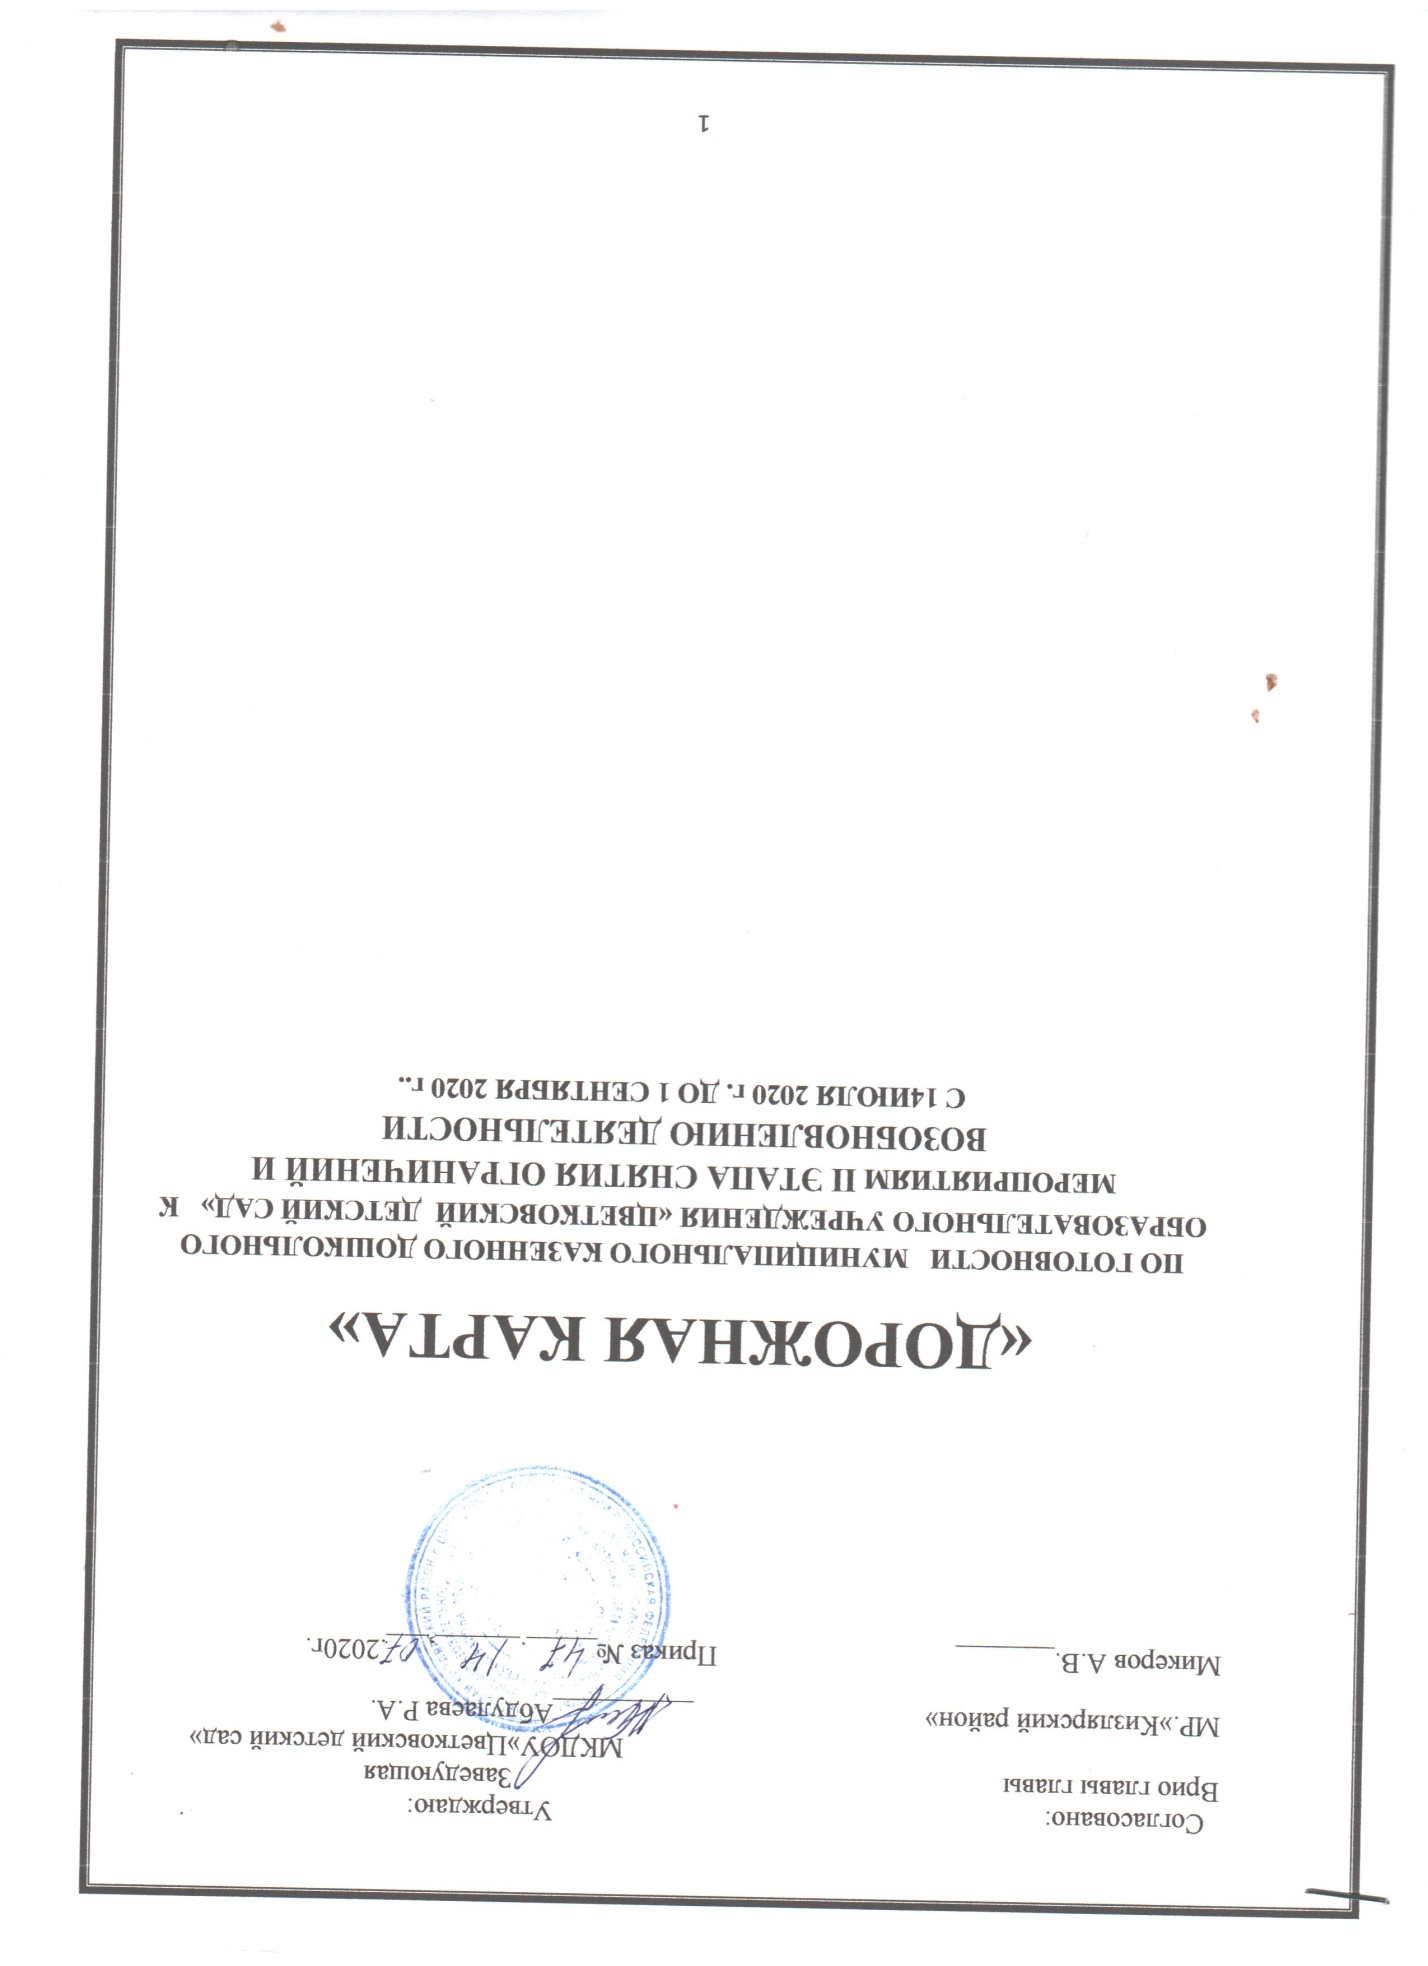 Согласовано:
Врио главы главы
МР.»Кизлярский район»
Микеров А.В.________
Утверждаю:
Заведующая
МКДОУ»Цветковский детский сад»
___________Абдулаева Р.А.
Приказ № 47 . 14 .07.2020г.
«ДОРОЖНАЯ КАРТА»
ПО ГОТОВНОСТИ МУНИЦИПАЛЬНОГО КАЗЕННОГО ДОШКОЛЬНОГО
ОБРАЗОВАТЕЛЬНОГО УЧРЕЖДЕНИЯ «ЦВЕТКОВСКИЙ ДЕТСКИЙ САД» К
МЕРОПРИЯТИЯМ II ЭТАПА СНЯТИЯ ОГРАНИЧЕНИЙ И
ВОЗОБНОВЛЕНИЮ ДЕЯТЕЛЬНОСТИ
С 14ИЮЛЯ 2020 г. ДО 1 СЕНТЯБРЯ 2020 г..
1